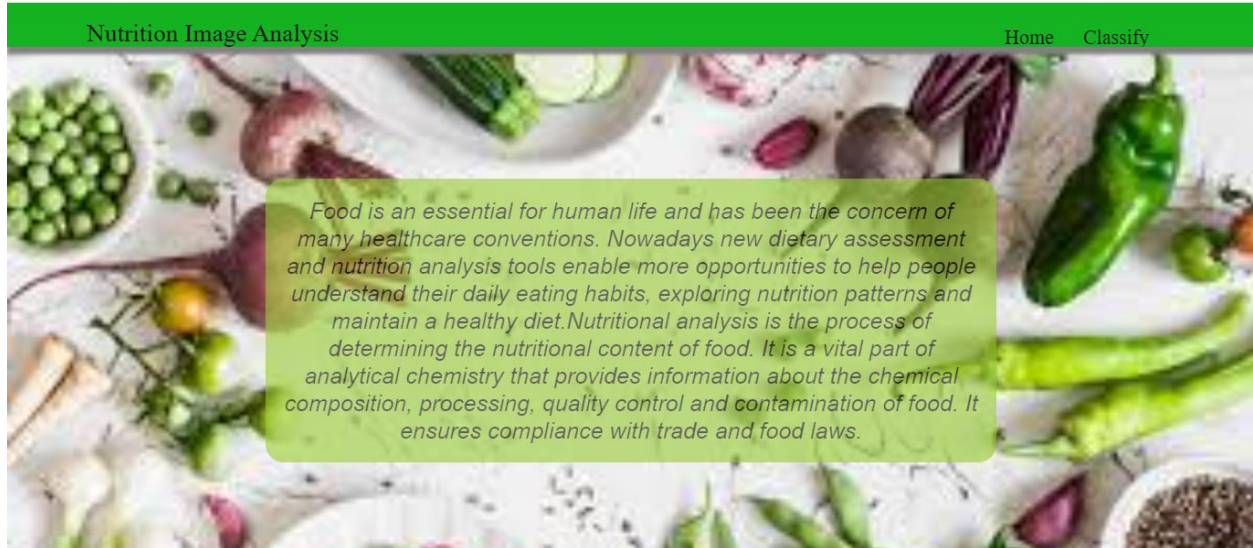 Nutrition Image Analysis
Home Classify
Food is an essential for human life and has been the concern of
many healthcare conventions. Nowadays new dietary assessment
and nutrition analysis tools enable more opportunities to help people
understand their daily eating habits, exploring nutrition patterns and
maintain a healthy diet.Nutritional analysis is the process of
determining the nutritional content of food. It is a vital part of
analytical chemistry that provides information about the chemical
composition, processing, quality control and contamination of food. It
ensures compliance with trade and food laws.